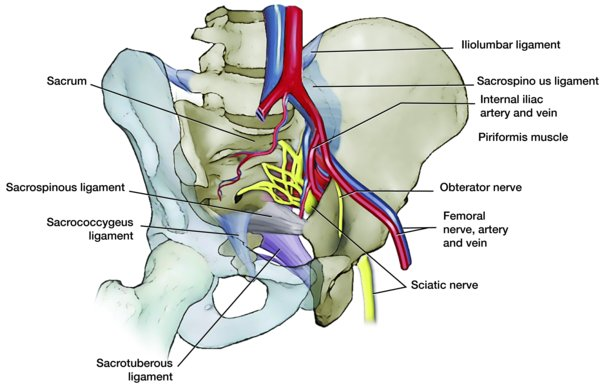 Iliolumbar ligament
Sacrum
Sacrospino us ligament
Internal iliac
artery and vein
Piriformis muscle
Sacrospinous ligament
Obterator nerve
Sacrococcygeus
ligament
Femoral
nerve, artery
and vein
Sciatic nerve
Sacrotuberous
ligament